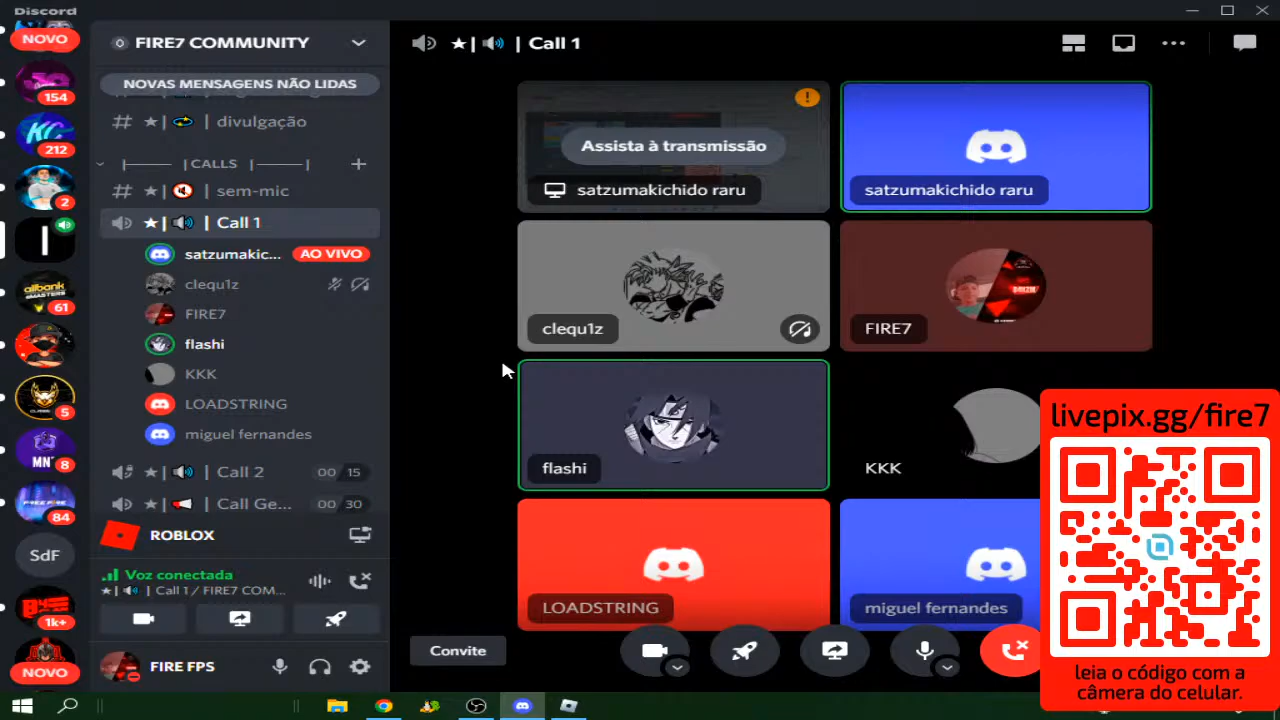 Discord
NOVO
154
212
2
61
5
MN
8
84
SdF
1k+
NOVO
FIRE7 COMMUNITY
NOVAS MENSAGENS NÃO LIDAS
# ★| | divulgação
|—— | CALLS |——|
# ★| | sem-mic
★| | Call 1
satzumakic... AO VIVO
clequ1z
FIRE7
flashi
KKK
LOADSTRING
miguel fernandes
★| | Call 2 00 15
★| | Call Ge... 00 30
ROBLOX
Voz conectada
★| | Call 1 / FIRE7 COM...
FIRE FPS
★| | Call 1
Assista à transmissão
satzumakichido raru
satzumakichido raru
clequ1z
FIRE7
flashi
KKK
LOADSTRING
miguel fernandes
Convite
livepix.gg/fire7
leia o código com a
câmera do celular.